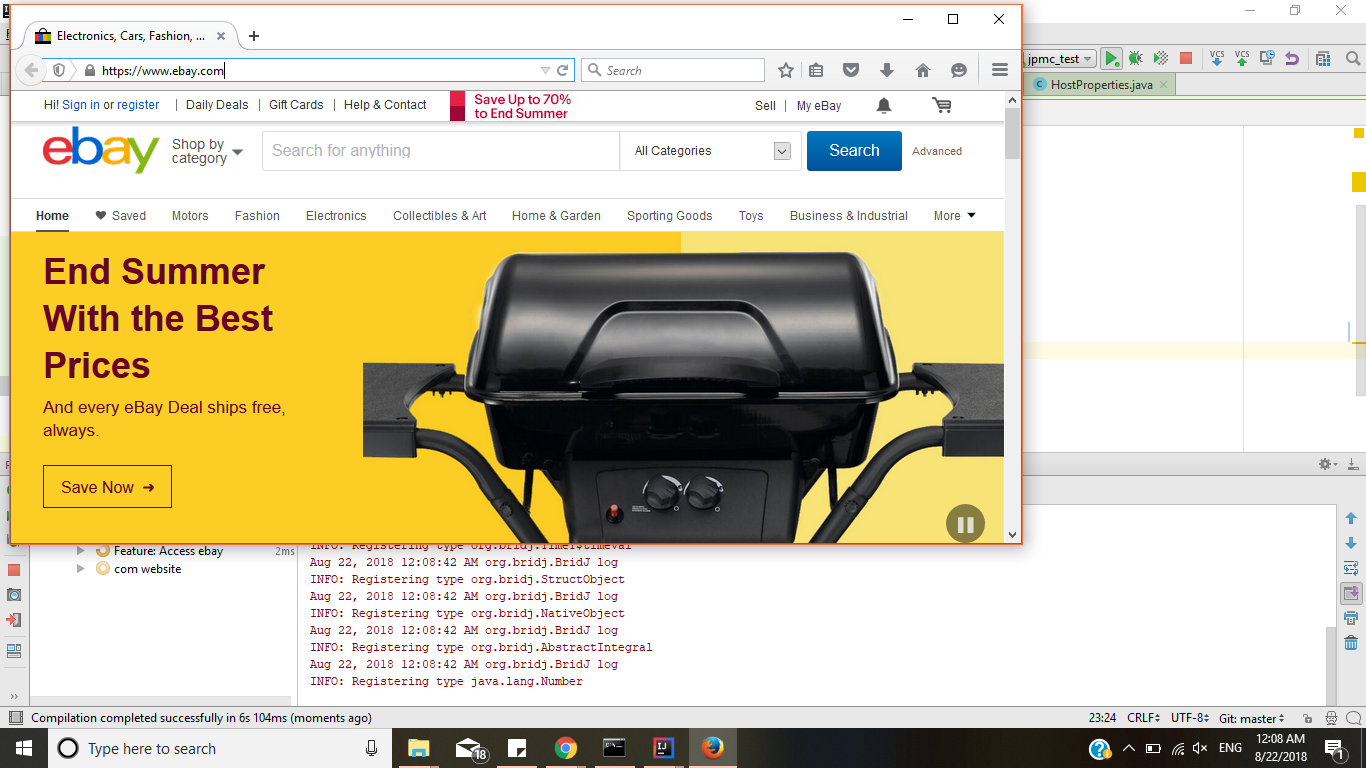 Electronics, Cars, Fashion, ...
https://www.ebay.com
Search
jpmc_test
VCS VCS
HostProperties.java
Hi! Sign in or register | Daily Deals | Gift Cards | Help & Contact
Save Up to 70%
to End Summer
Sell | My eBay
ebay
Shop by
category
Search for anything
All Categories
Search
Advanced
Home Saved Motors Fashion Electronics Collectibles & Art Home & Garden Sporting Goods Toys Business & Industrial More
End Summer
With the Best
Prices
And every eBay Deal ships free,
always.
Save Now
Feature: Access ebay 2ms
com website
INFO: Registering type org.bridj.TimeT$timeval
Aug 22, 2018 12:08:42 AM org.bridj.BridJ log
INFO: Registering type org.bridj.StructObject
Aug 22, 2018 12:08:42 AM org.bridj.BridJ log
INFO: Registering type org.bridj.NativeObject
Aug 22, 2018 12:08:42 AM org.bridj.BridJ log
INFO: Registering type org.bridj.AbstractIntegral
Aug 22, 2018 12:08:42 AM org.bridj.BridJ log
INFO: Registering type java.lang.Number
Compilation completed successfully in 6s 104ms (moments ago)
23:24 CRLF UTF-8 Git: master
Type here to search
18
ENG
12:08 AM
8/22/2018
1